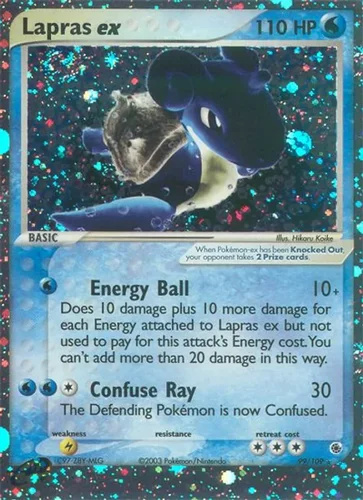 Lapras ex 110 HP
BASIC
Illus. Hikaru Koike
When Pokémon-ex has been Knocked Out,
your opponent takes 2 Prize cards.
Energy Ball 10+
Does 10 damage plus 10 more damage for
each Energy attached to Lapras ex but not
used to pay for this attack's Energy cost. You
can't add more than 20 damage in this way.
Confuse Ray 30
The Defending Pokémon is now Confused.
weakness resistance retreat cost
©2003 Pokémon/Nintendo 99/109